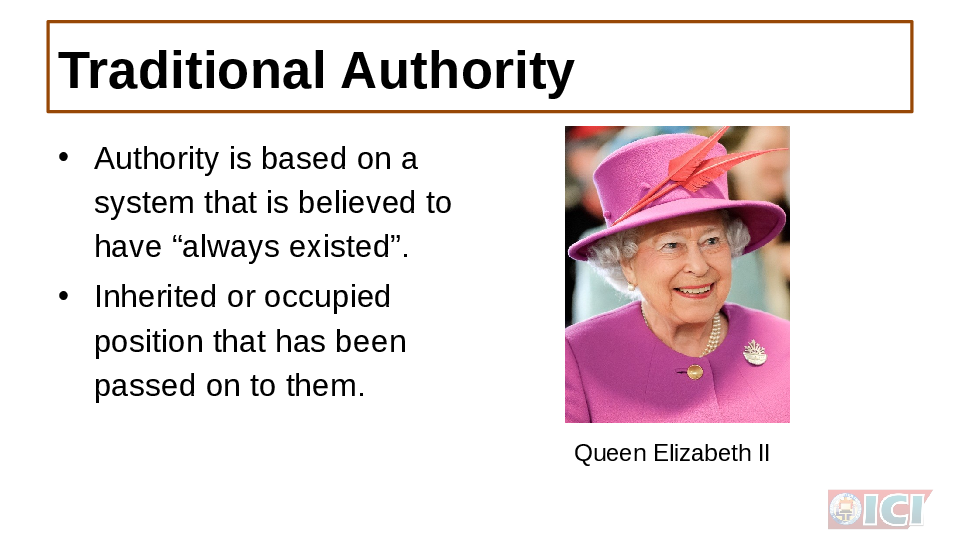 Traditional Authority
• Authority is based on a
system that is believed to
have “always existed”.
• Inherited or occupied
position that has been
passed on to them.
Queen Elizabeth II
ICI